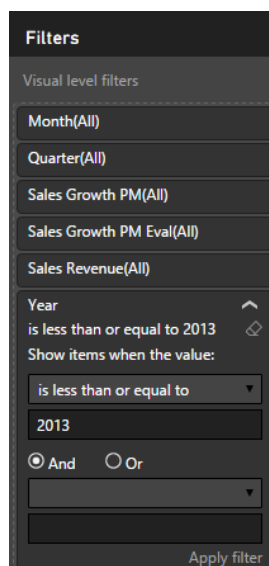 Filters
Visual level filters
Month(All)
Quarter(All)
Sales Growth PM(All)
Sales Growth PM Eval(All)
Sales Revenue(All)
Year
is less than or equal to 2013
Show items when the value:
is less than or equal to
2013
And Or
Apply filter